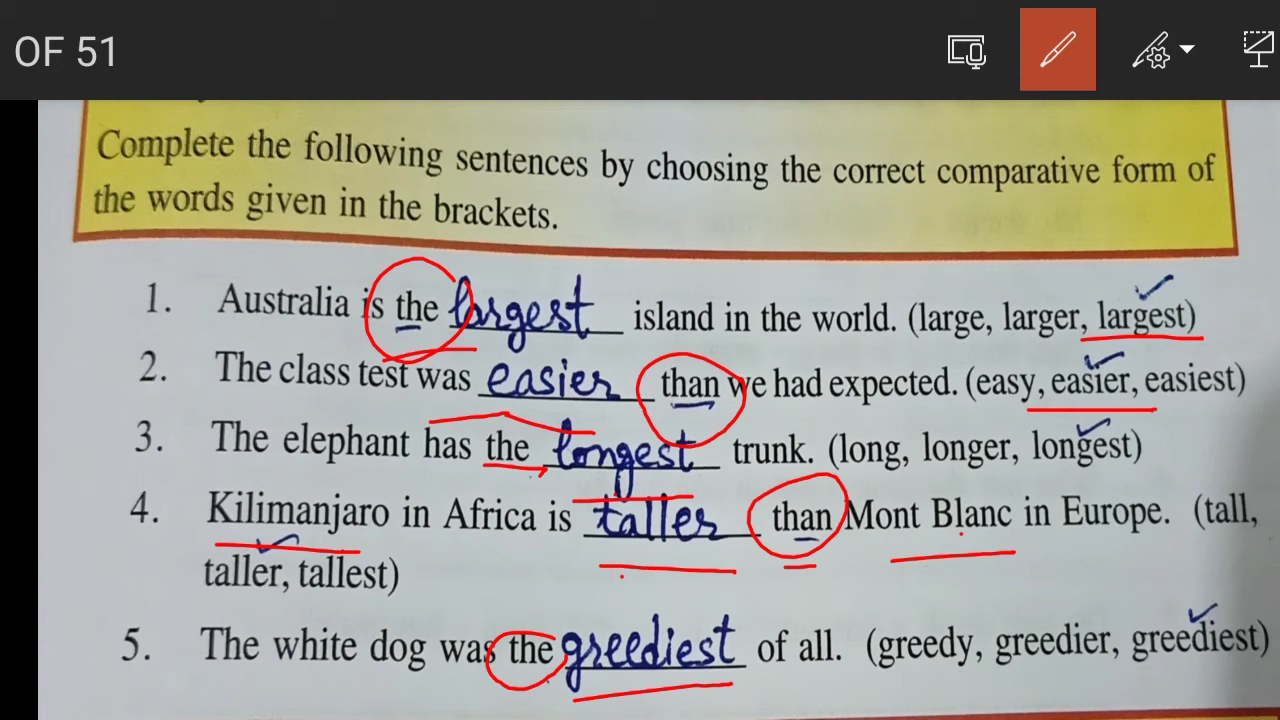 OF 51
Complete the following sentences by choosing the correct comparative form of
the words given in the brackets.
1. Australia is the largest island in the world. (large, larger, largest)
2. The class test was easier than we had expected. (easy, easier, easiest)
3. The elephant has the longest trunk. (long, longer, longest)
4. Kilimanjaro in Africa is taller than Mont Blanc in Europe. (tall,
taller, tallest)
5. The white dog was the greediest of all. (greedy, greedier, greediest)